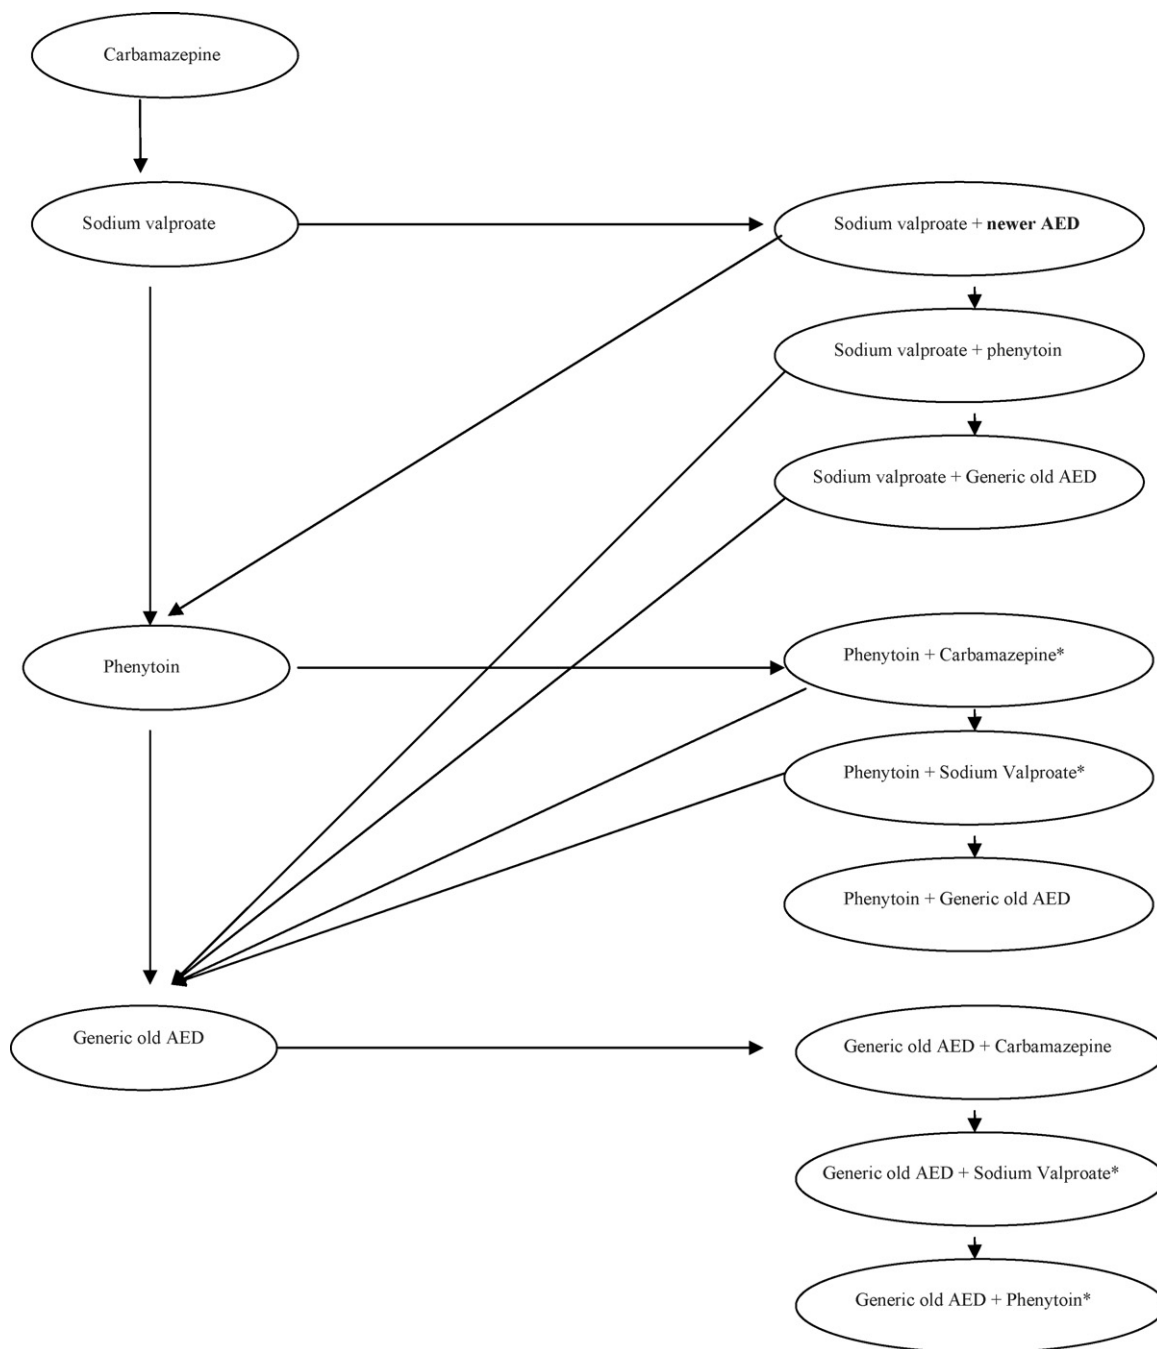 Carbamazepine
Sodium valproate
Sodium valproate + newer AED
Sodium valproate + phenytoin
Sodium valproate + Generic old AED
Phenytoin
Phenytoin + Carbamazepine*
Phenytoin + Sodium Valproate*
Phenytoin + Generic old AED
Generic old AED
Generic old AED + Carbamazepine
Generic old AED + Sodium Valproate*
Generic old AED + Phenytoin*